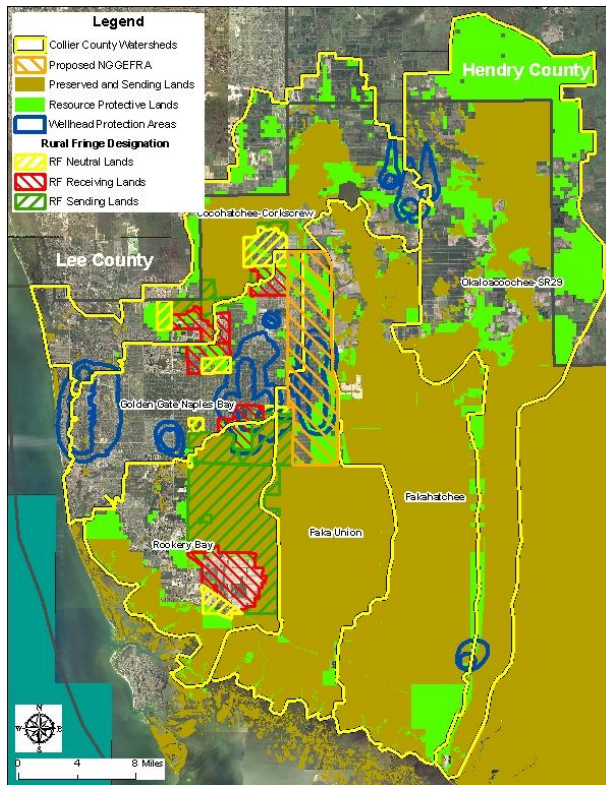 Legend
Collier County Watersheds
Proposed NGGEFRA
Preserved and Sending Lands
Resource Protective Lands
Wellhead Protection Areas
Rural Fringe Designation
RF Neutral Lands
RF Receiving Lands
RF Sending Lands
Hendry County
Cocohatchee-Corkscrew
Lee County
Okaloacoochee-SR29
Golden Gate Naples Bay
Fakahatchee
Faka Union
Rookery Bay
N
W E
S
0 4 8 Miles